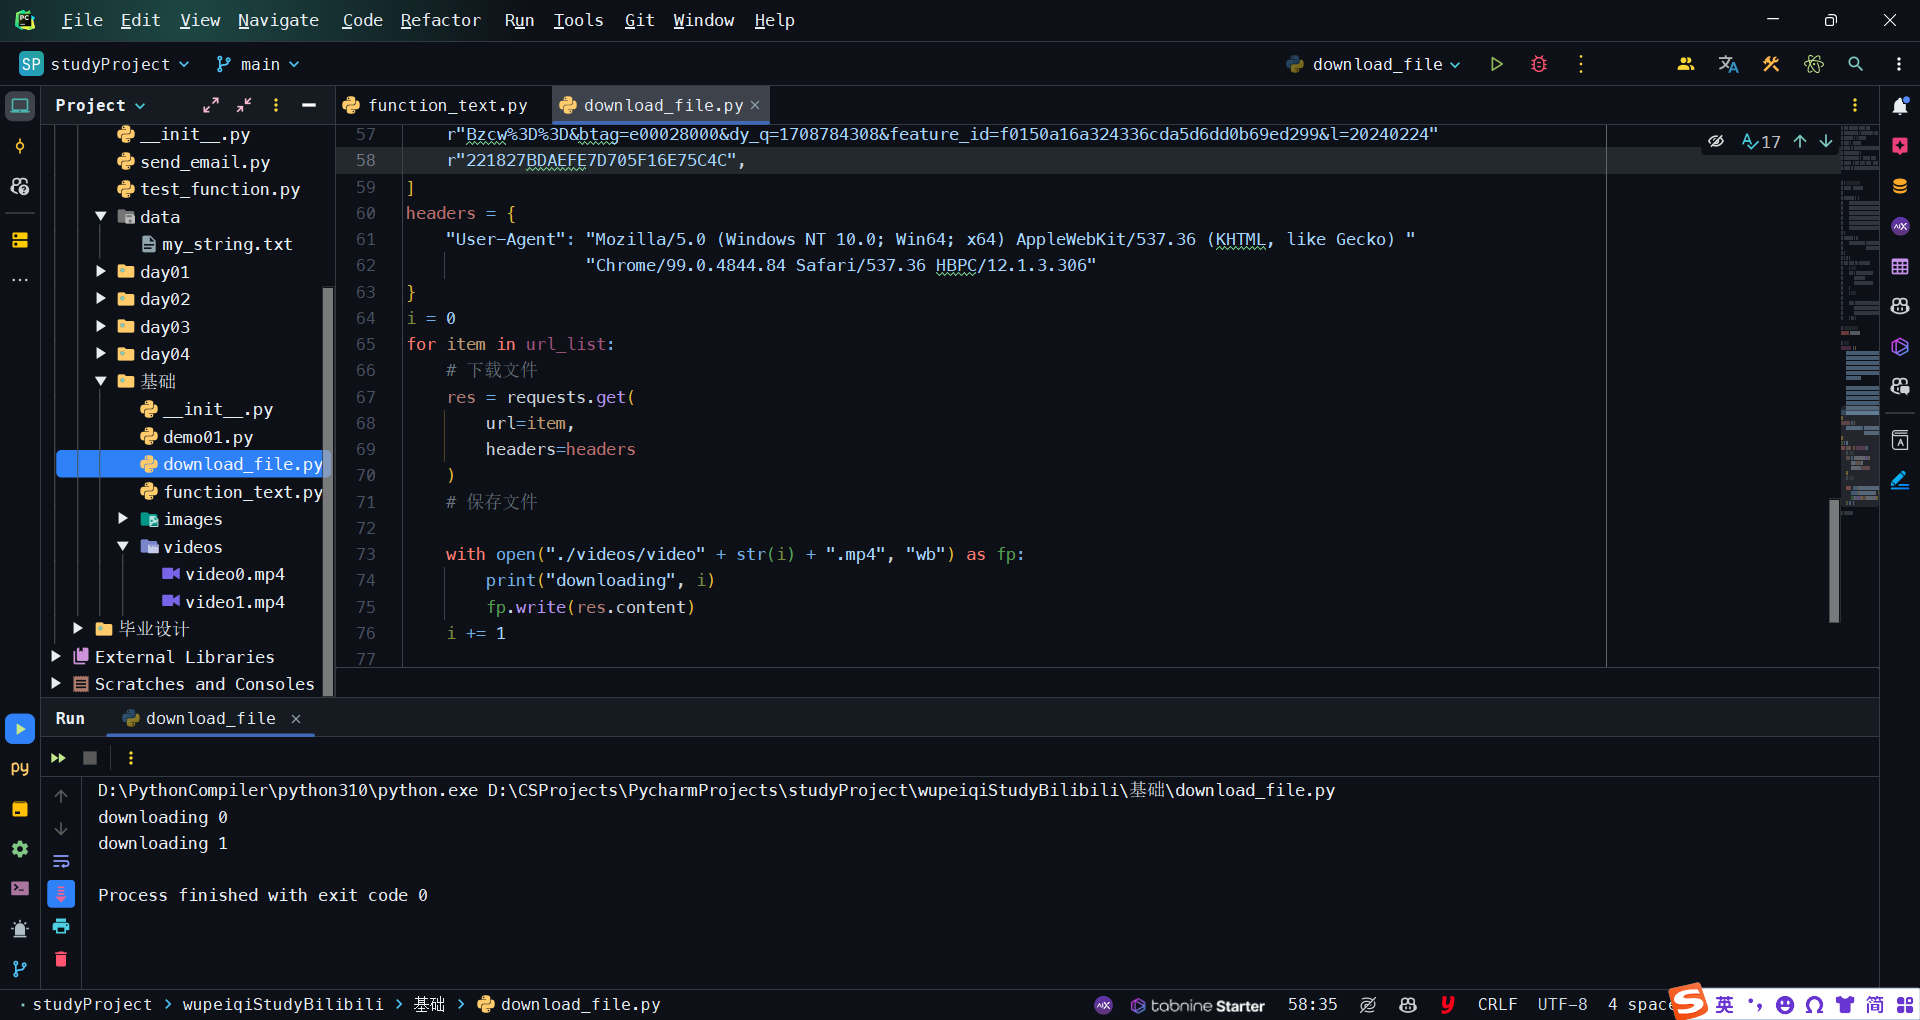 File Edit View Navigate Code Refactor Run Tools Git Window Help
SP studyProject main download_file
Project
function_text.py download_file.py
__init__.py
send_email.py
test_function.py
data
my_string.txt
day01
day02
day03
day04
基础
__init__.py
demo01.py
download_file.py
function_text.py
images
videos
video0.mp4
video1.mp4
毕业设计
External Libraries
Scratches and Consoles
17
57 r"Bzcw%3D%3D&btag=e00028000&dy_q=1708784308&feature_id=f0150a16a324336cda5d6dd0b69ed299&l=20240224"
58 r"221827BDAEFE7D705F16E75C4C",
59 ]
60 headers = {
61 "User-Agent": "Mozilla/5.0 (Windows NT 10.0; Win64; x64) AppleWebKit/537.36 (KHTML, like Gecko) "
62 "Chrome/99.0.4844.84 Safari/537.36 HBPC/12.1.3.306"
63 }
64 i = 0
65 for item in url_list:
66 # 下载文件
67 res = requests.get(
68 url=item,
69 headers=headers
70 )
71 # 保存文件
72
73 with open("./videos/video" + str(i) + ".mp4", "wb") as fp:
74 print("downloading", i)
75 fp.write(res.content)
76 i += 1
77
Run download_file
D:\PythonCompiler\python310\python.exe D:\CSProjects\PycharmProjects\studyProject\wupeiqiStudyBilibili\基础\download_file.py
downloading 0
downloading 1
Process finished with exit code 0
studyProject > wupeiqiStudyBilibili > 基础 > download_file.py
tabnine Starter 58:35 CRLF UTF-8 4 spac
英 简